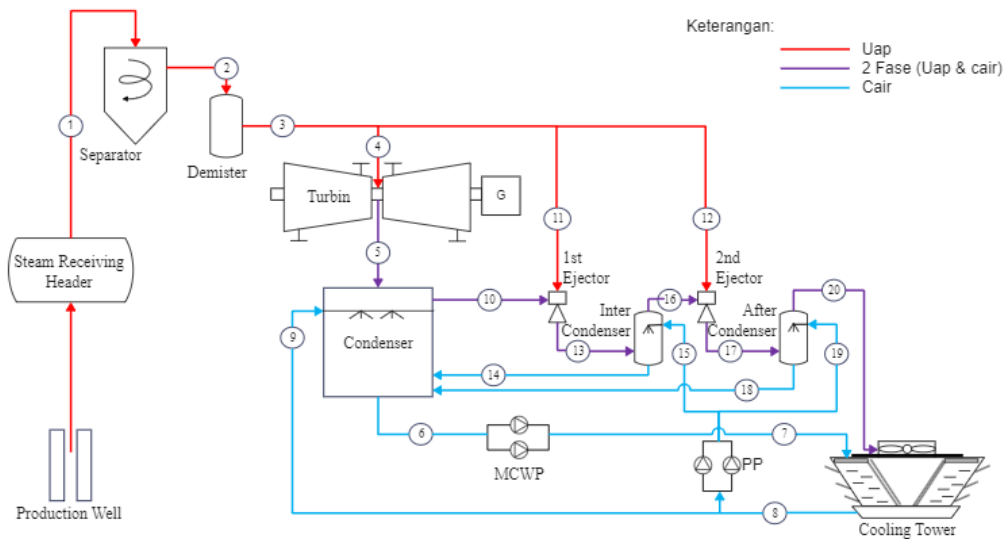 Keterangan:
Uap
2 Fase (Uap & cair)
Cair
1
2
Separator
3
Demister
4
Turbin
G
11
12
5
Steam Receiving
Header
1st
Ejector
2nd
Ejector
10
16
20
9
Condenser
Inter
Condenser
After
Condenser
13
15
17
19
14
18
6
7
MCWP
PP
8
Production Well
Cooling Tower